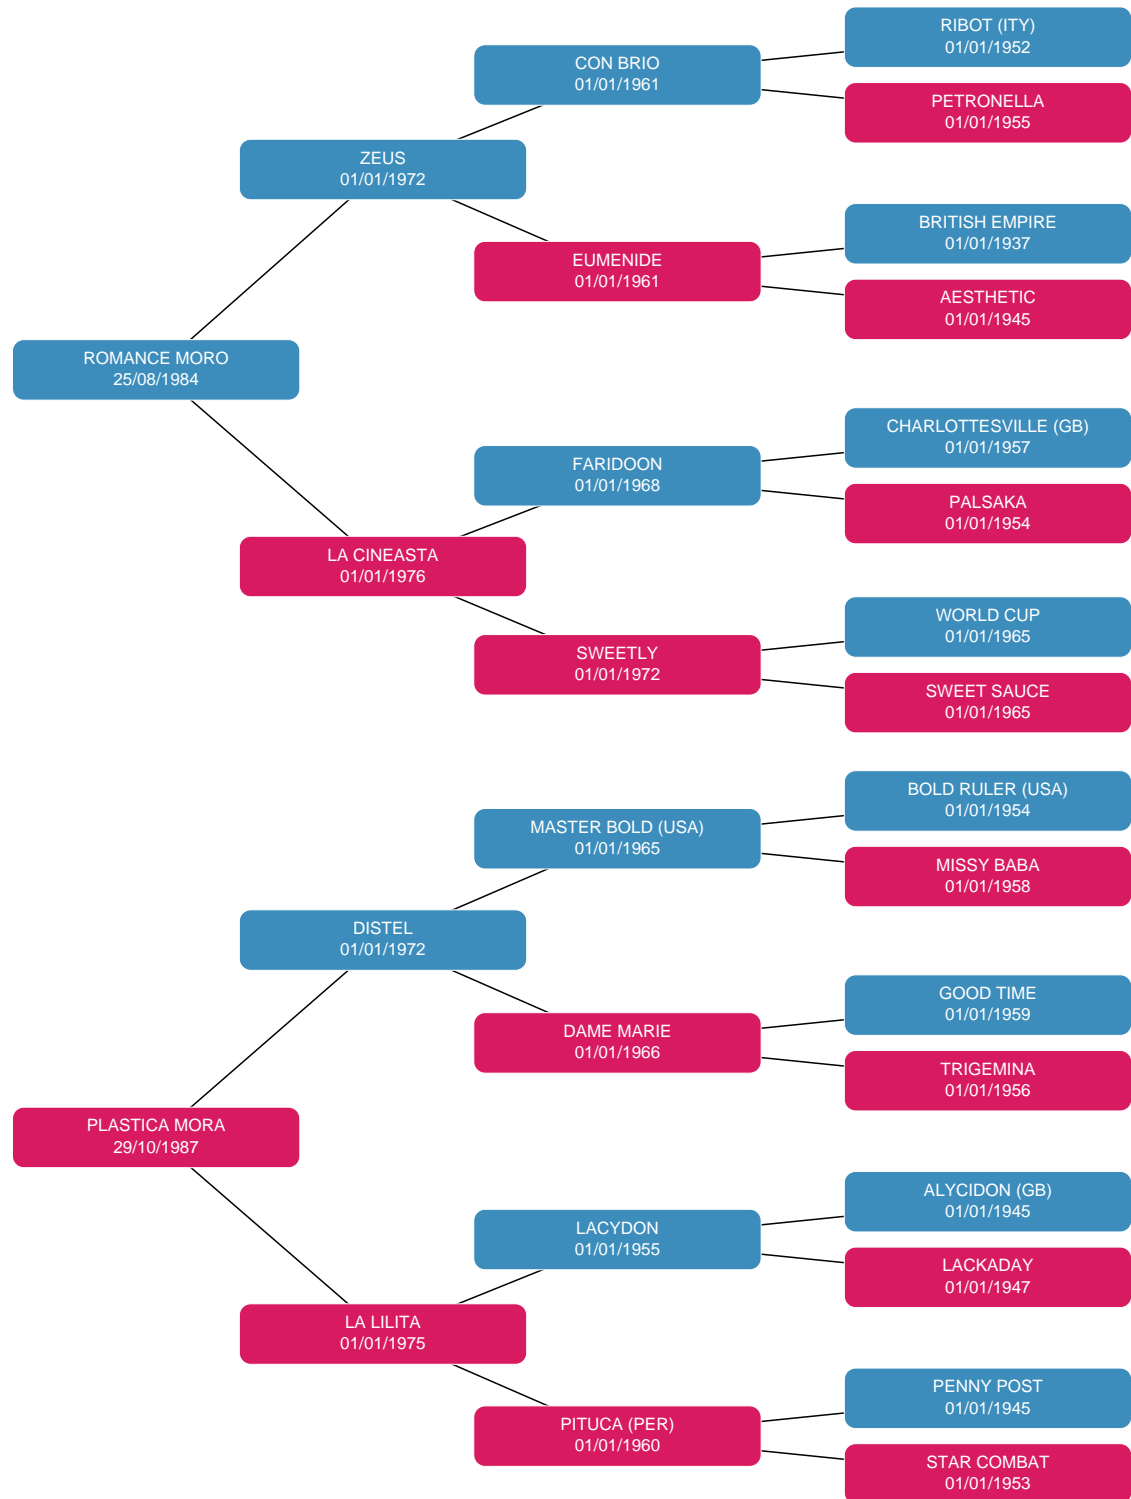 RIBOT (ITY)
01/01/1952
CON BRIO
01/01/1961
PETRONELLA
01/01/1955
ZEUS
01/01/1972
BRITISH EMPIRE
01/01/1937
EUMENIDE
01/01/1961
AESTHETIC
01/01/1945
ROMANCE MORO
25/08/1984
CHARLOTTESVILLE (GB)
01/01/1957
FARIDOON
01/01/1968
PALSAKA
01/01/1954
LA CINEASTA
01/01/1976
WORLD CUP
01/01/1965
SWEETLY
01/01/1972
SWEET SAUCE
01/01/1965
BOLD RULER (USA)
01/01/1954
MASTER BOLD (USA)
01/01/1965
MISSY BABA
01/01/1958
DISTEL
01/01/1972
GOOD TIME
01/01/1959
DAME MARIE
01/01/1966
TRIGEMINA
01/01/1956
PLASTICA MORA
29/10/1987
ALYCIDON (GB)
01/01/1945
LACYDON
01/01/1955
LACKADAY
01/01/1947
LA LILITA
01/01/1975
PENNY POST
01/01/1945
PITUCA (PER)
01/01/1960
STAR COMBAT
01/01/1953